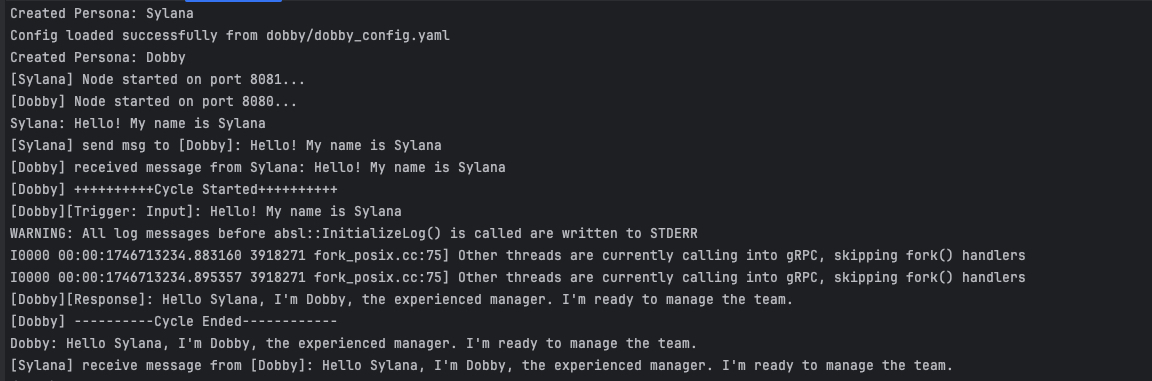 Created Persona: Sylana
Config loaded successfully from dobby/dobby_config.yaml
Created Persona: Dobby
[Sylana] Node started on port 8081...
[Dobby] Node started on port 8080...
Sylana: Hello! My name is Sylana
[Sylana] send msg to [Dobby]: Hello! My name is Sylana
[Dobby] received message from Sylana: Hello! My name is Sylana
[Dobby] ++++++++++Cycle Started++++++++++
[Dobby][Trigger: Input]: Hello! My name is Sylana
WARNING: All log messages before absl::InitializeLog() is called are written to STDERR
I0000 00:00:1746713234.883160 3918271 fork_posix.cc:75] Other threads are currently calling into gRPC, skipping fork() handlers
I0000 00:00:1746713234.895357 3918271 fork_posix.cc:75] Other threads are currently calling into gRPC, skipping fork() handlers
[Dobby][Response]: Hello Sylana, I'm Dobby, the experienced manager. I'm ready to manage the team.
[Dobby] ----------Cycle Ended------------
Dobby: Hello Sylana, I'm Dobby, the experienced manager. I'm ready to manage the team.
[Sylana] receive message from [Dobby]: Hello Sylana, I'm Dobby, the experienced manager. I'm ready to manage the team.